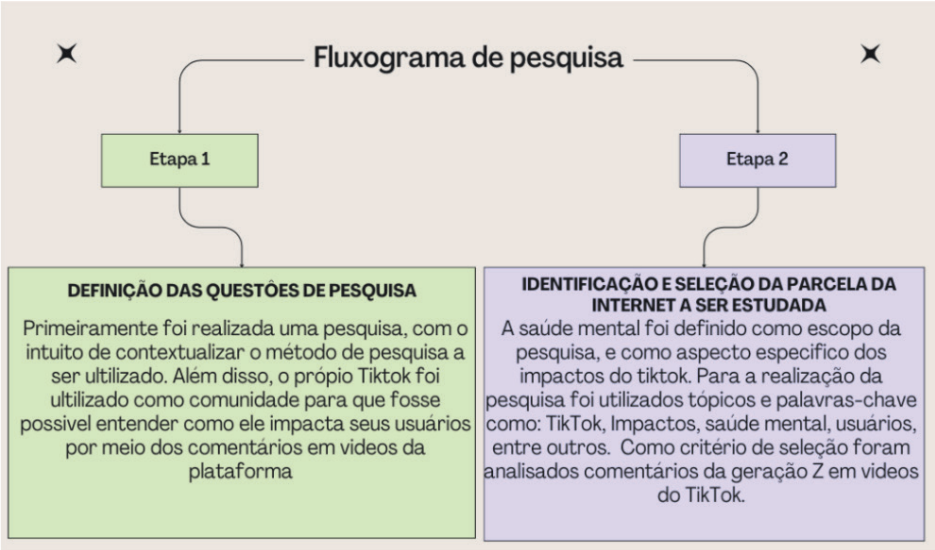 Fluxograma de pesquisa
Etapa 1
DEFINIÇÃO DAS QUESTÕES DE PESQUISA
Primeiramente foi realizada uma pesquisa, com o
intuito de contextualizar o método de pesquisa a
ser ultilizado. Além disso, o própio Tiktok foi
ultilizado como comunidade para que fosse
possivel entender como ele impacta seus usuários
por meio dos comentários em videos da
plataforma
Etapa 2
IDENTIFICAÇÃO E SELEÇÃO DA PARCELA DA
INTERNET A SER ESTUDADA
A saúde mental foi definido como escopo da
pesquisa, e como aspecto especifico dos
impactos do tiktok. Para a realização da
pesquisa foi utilizados tópicos e palavras-chave
como: TikTok, Impactos, saúde mental, usuários,
entre outros. Como critério de seleção foram
analisados comentários da geração Z em videos
do TikTok.